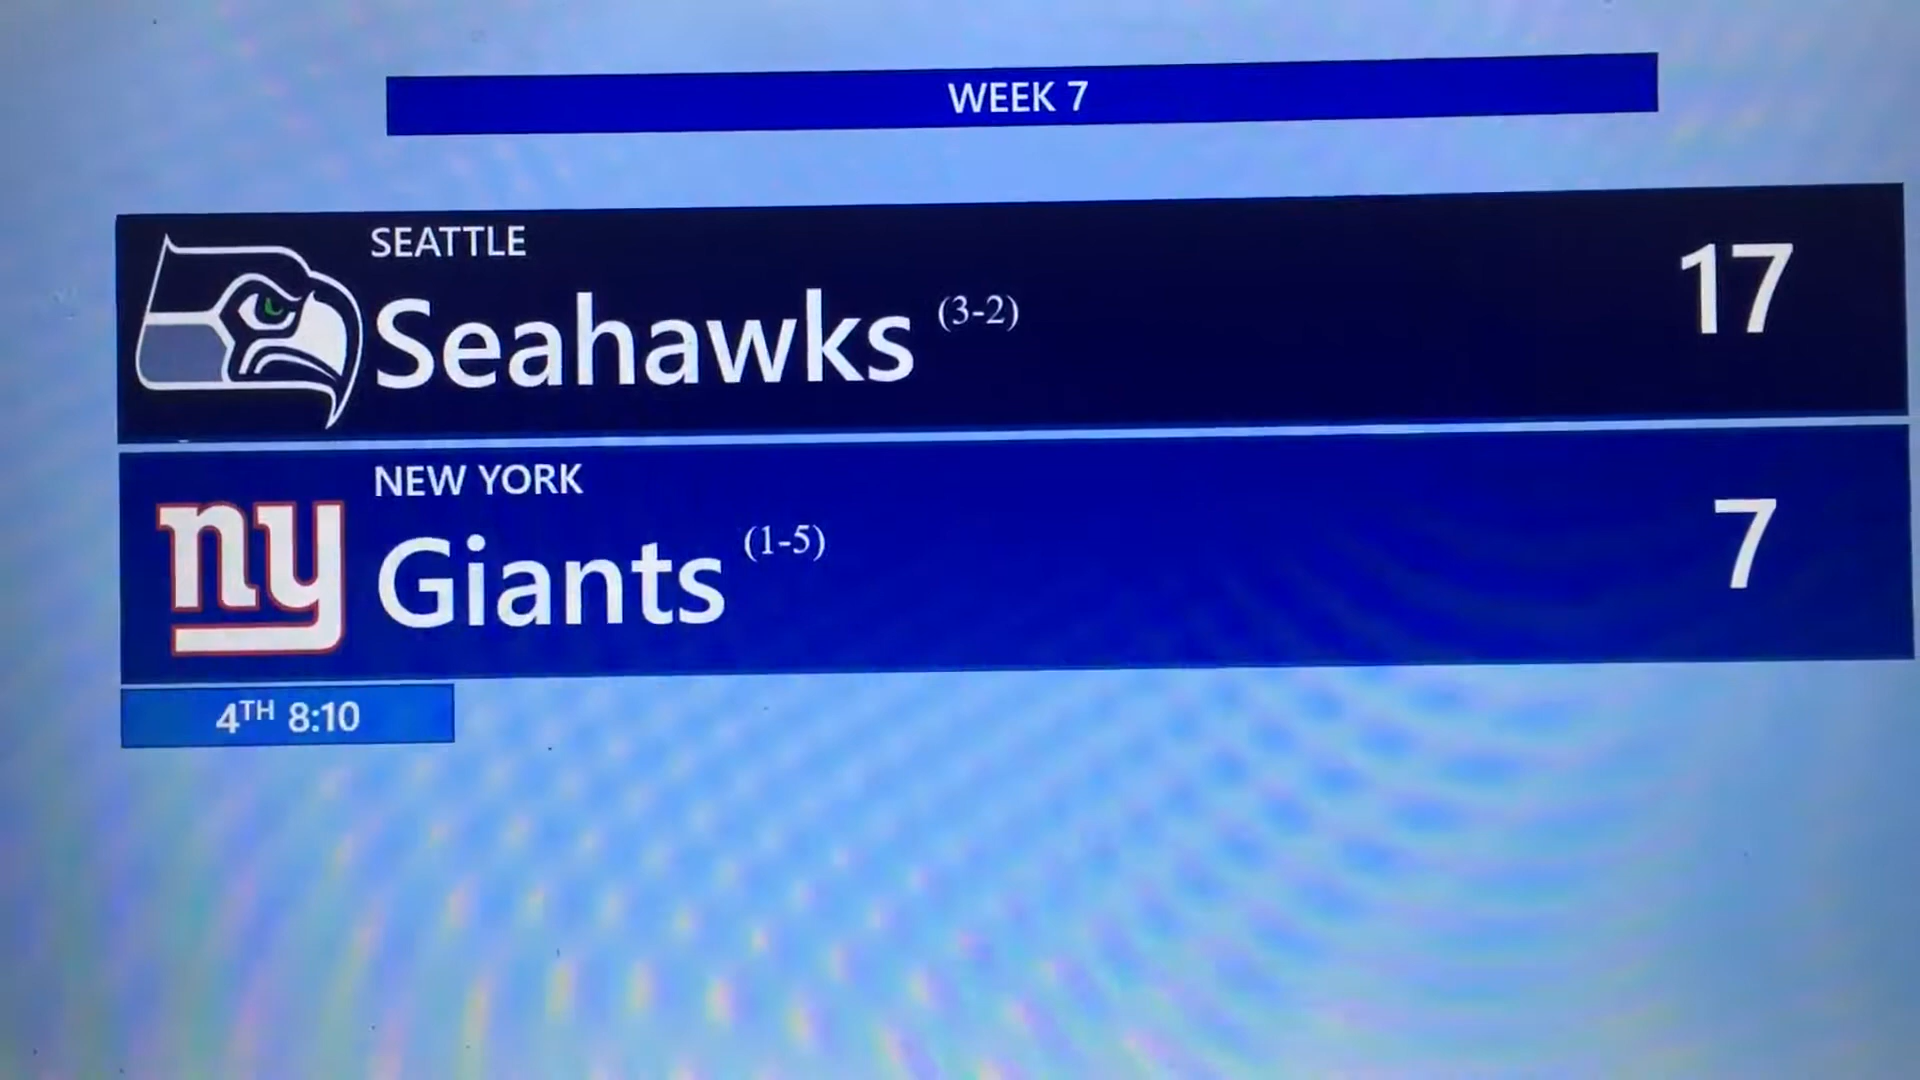 WEEK 7
SEATTLE
Seahawks (3-2) 17
NEW YORK
ny
Giants (1-5) 7
4TH 8:10